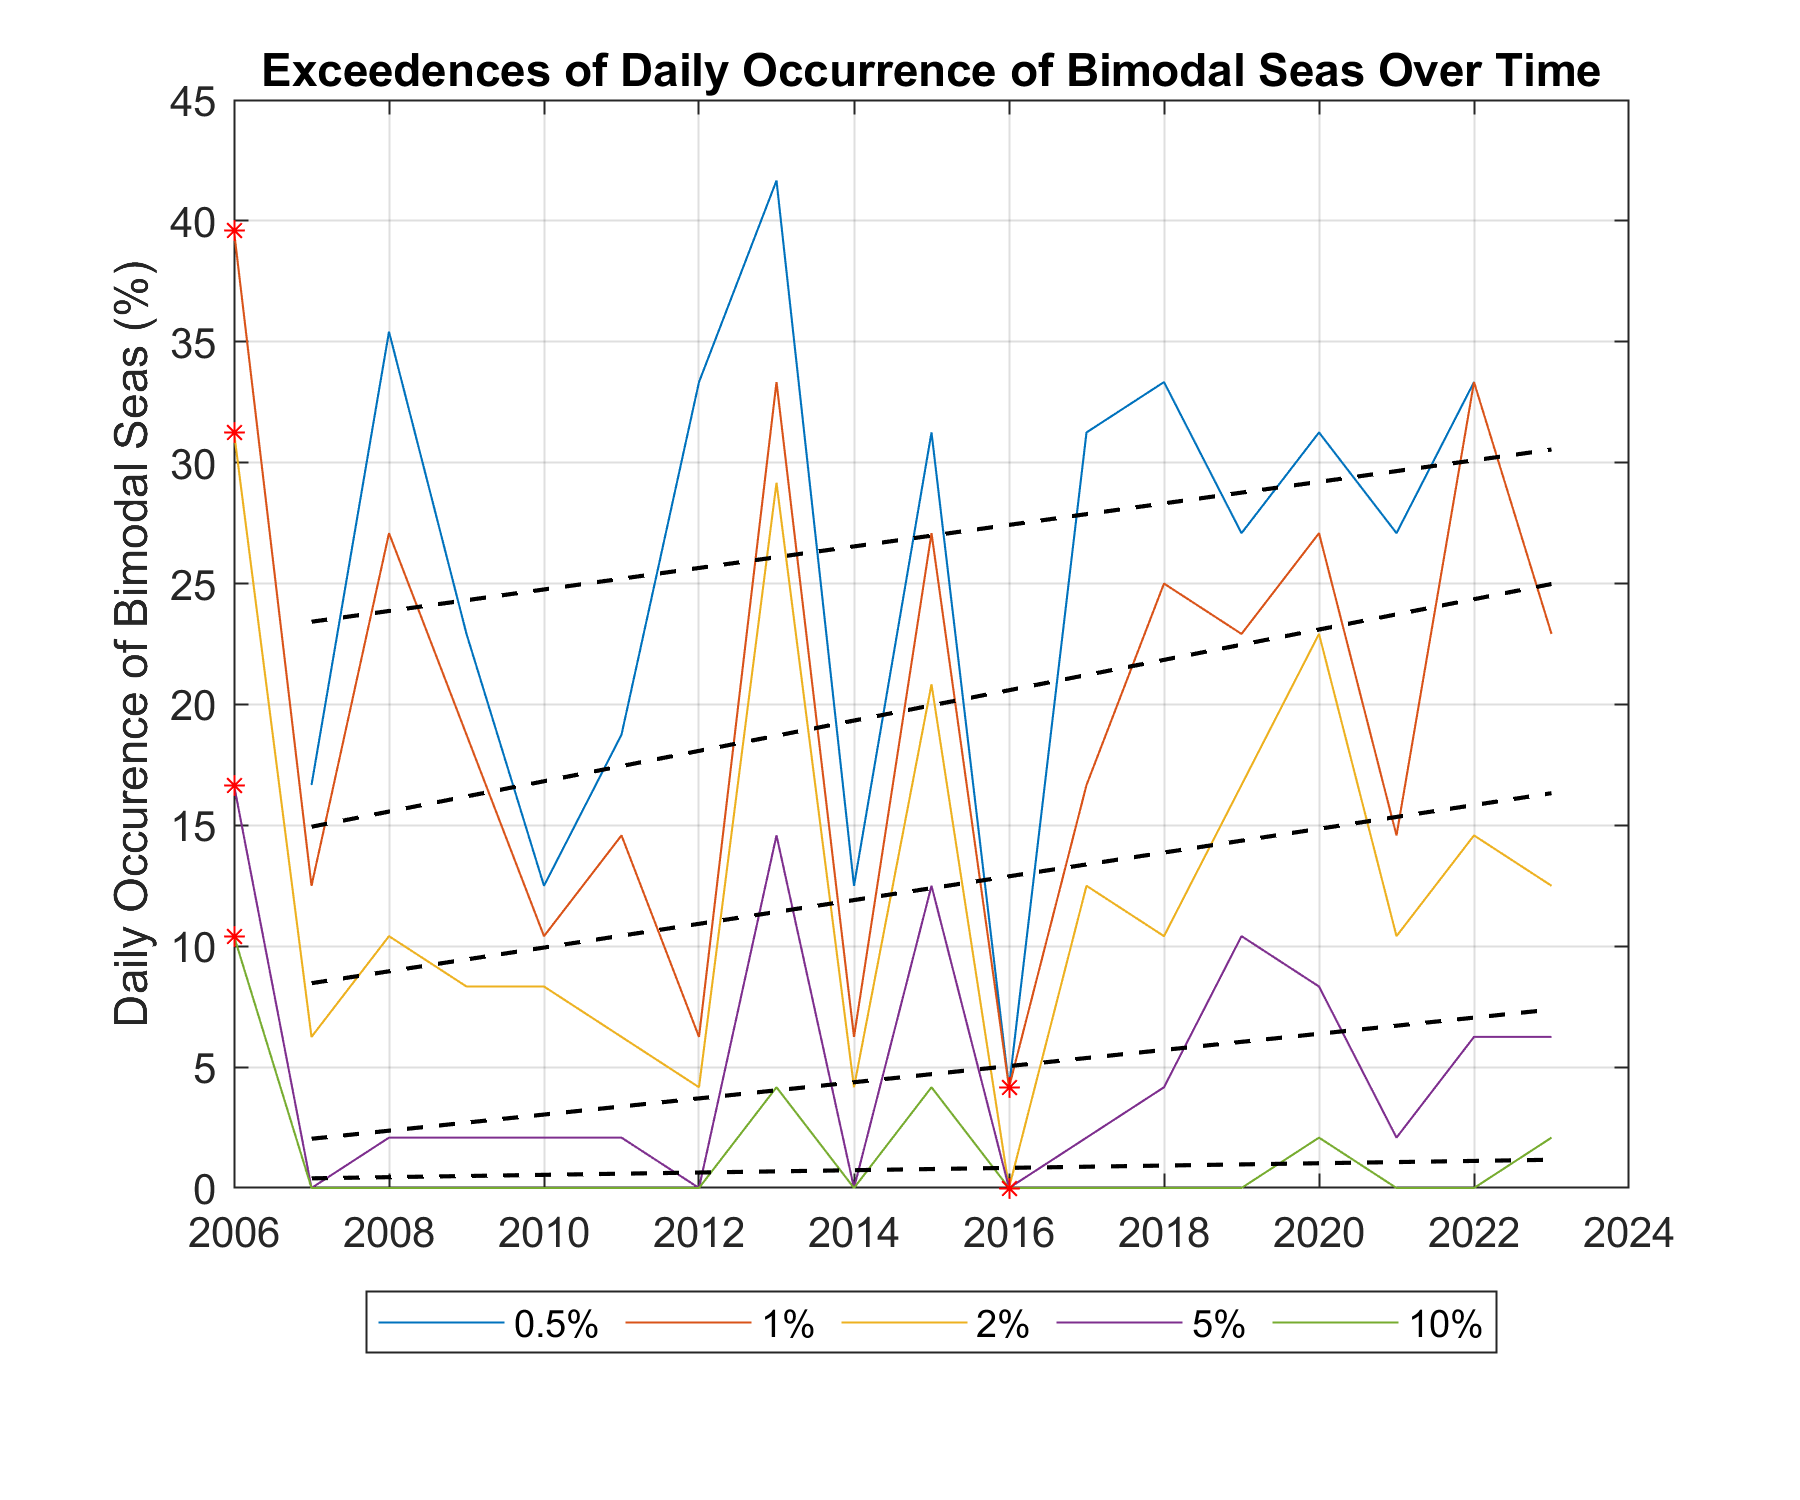 Exceedences of Daily Occurrence of Bimodal Seas Over Time
Daily Occurence of Bimodal Seas (%)
45
40
35
30
25
20
15
10
5
0
2006 2008 2010 2012 2014 2016 2018 2020 2022 2024
0.5% 1% 2% 5% 10%